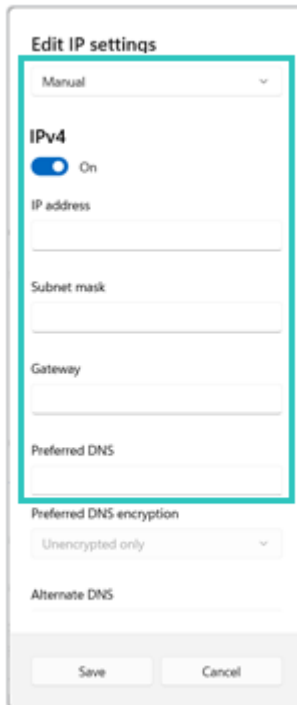 Edit IP settings
Manual
IPv4
On
IP address
Subnet mask
Gateway
Preferred DNS
Preferred DNS encryption
Unencrypted only
Alternate DNS
Save Cancel